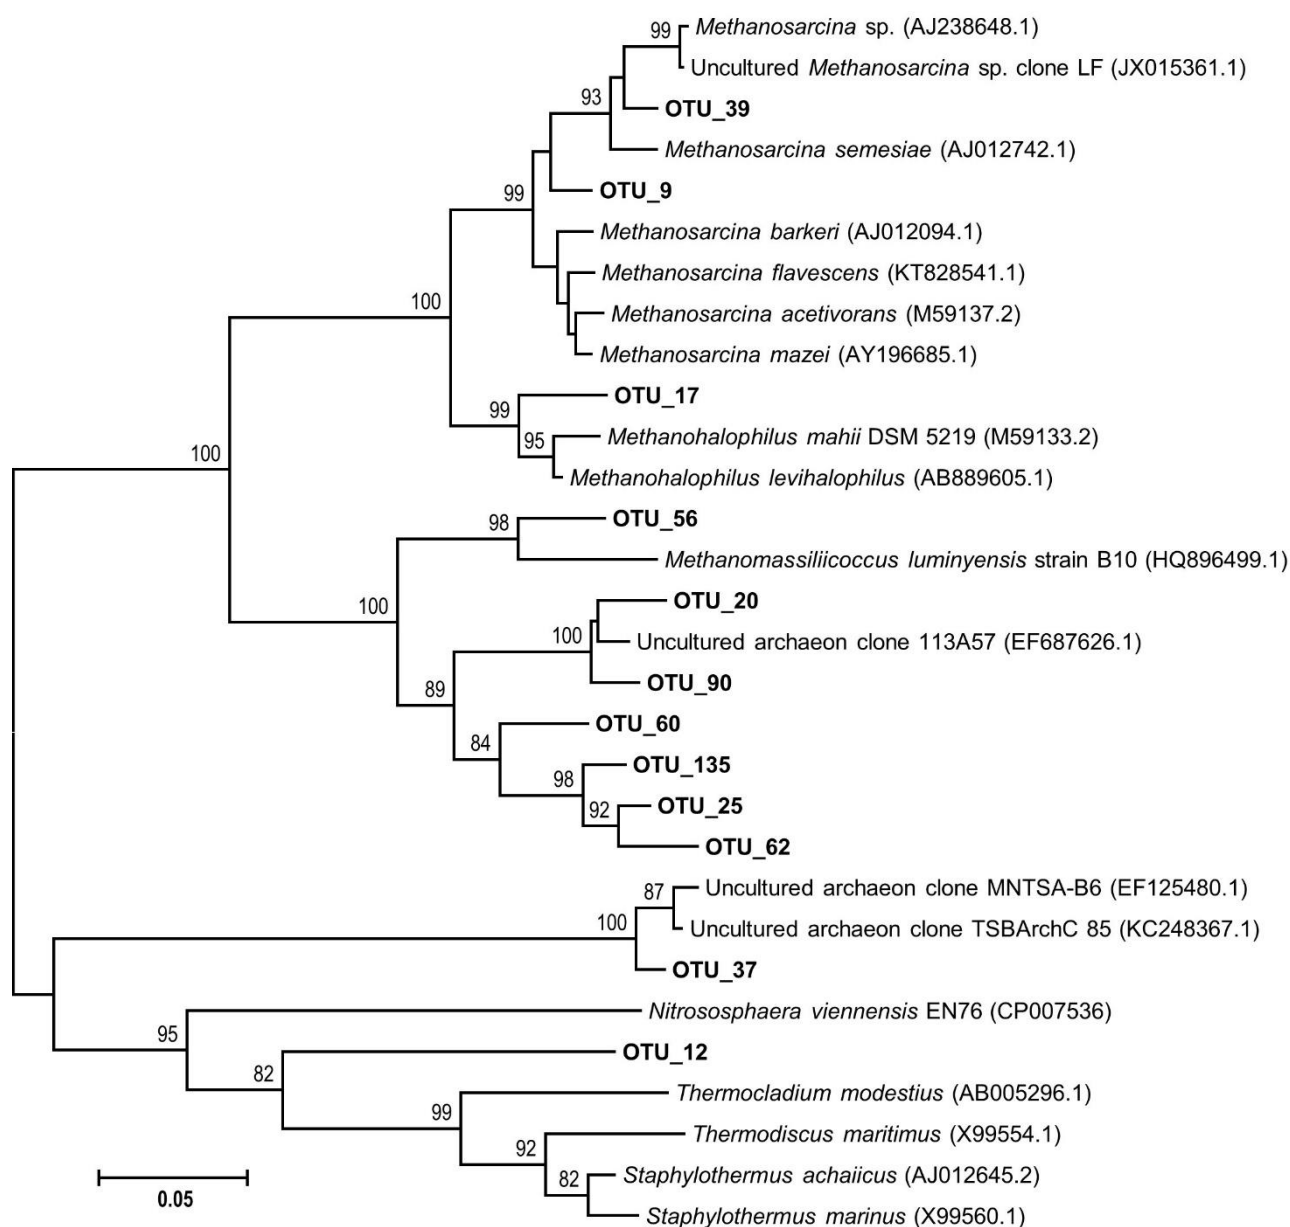 99
Methanosarcina sp. (AJ238648.1)
Uncultured Methanosarcina sp. clone LF (JX015361.1)
93
OTU_39
Methanosarcina semesiae (AJ012742.1)
99
OTU_9
Methanosarcina barkeri (AJ012094.1)
Methanosarcina flavescens (KT828541.1)
100
Methanosarcina acetivorans (M59137.2)
Methanosarcina mazei (AY196685.1)
OTU_17
99
95
Methanohalophilus mahii DSM 5219 (M59133.2)
100
Methanohalophilus levihalophilus (AB889605.1)
98
OTU_56
Methanomassiliicoccus luminyensis strain B10 (HQ896499.1)
100
OTU_20
100
Uncultured archaeon clone 113A57 (EF687626.1)
89
OTU_90
OTU_60
84
OTU_135
98
92
OTU_25
OTU_62
87
Uncultured archaeon clone MNTSA-B6 (EF125480.1)
100
Uncultured archaeon clone TSBArchC 85 (KC248367.1)
OTU_37
Nitrososphaera viennensis EN76 (CP007536)
95
OTU_12
82
Thermocladium modestius (AB005296.1)
99
Thermodiscus maritimus (X99554.1)
92
Staphylothermus achaiicus (AJ012645.2)
82
Staphylothermus marinus (X99560.1)
0.05